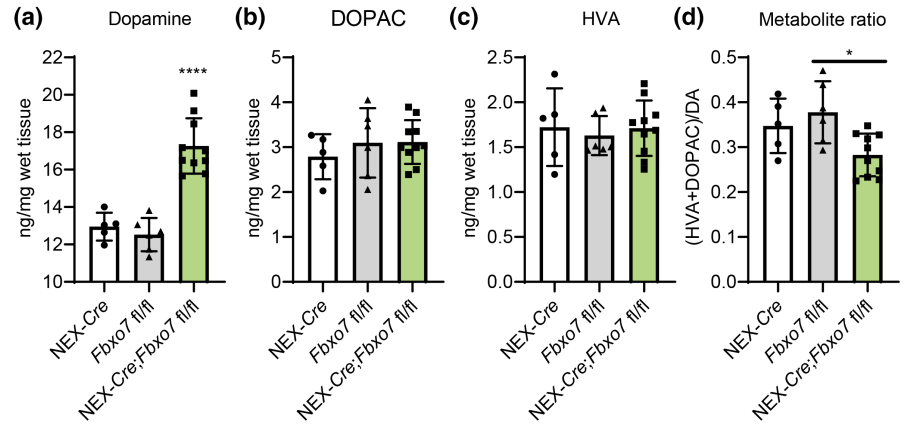 (a) Dopamine
ng/mg wet tissue
22
20
18
16
14
12
10
****
NEX-Cre
Fbxo7 fl/fl
NEX-Cre;Fbxo7 fl/fl
(b) DOPAC
ng/mg wet tissue
5
4
3
2
1
0
NEX-Cre
Fbxo7 fl/fl
NEX-Cre;Fbxo7 fl/fl
(c) HVA
ng/mg wet tissue
2.5
2.0
1.5
1.0
0.5
0.0
NEX-Cre
Fbxo7 fl/fl
NEX-Cre;Fbxo7 fl/fl
(d) Metabolite ratio
(HVA+DOPAC)/DA
0.5
0.4
0.3
0.2
0.1
0.0
*
NEX-Cre
Fbxo7 fl/fl
NEX-Cre;Fbxo7 fl/fl